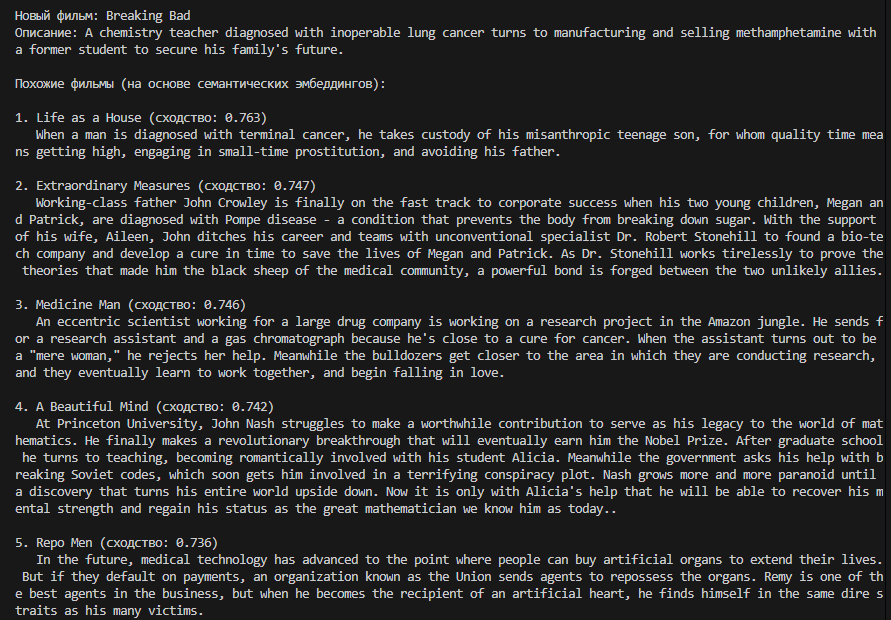 Новый фильм: Breaking Bad
Описание: A chemistry teacher diagnosed with inoperable lung cancer turns to manufacturing and selling methamphetamine with
a former student to secure his family's future.
Похожие фильмы (на основе семантических эмбеддингов):
1. Life as a House (сходство: 0.763)
When a man is diagnosed with terminal cancer, he takes custody of his misanthropic teenage son, for whom quality time mea
ns getting high, engaging in small-time prostitution, and avoiding his father.
2. Extraordinary Measures (сходство: 0.747)
Working-class father John Crowley is finally on the fast track to corporate success when his two young children, Megan an
d Patrick, are diagnosed with Pompe disease - a condition that prevents the body from breaking down sugar. With the support
of his wife, Aileen, John ditches his career and teams with unconventional specialist Dr. Robert Stonehill to found a bio-te
ch company and develop a cure in time to save the lives of Megan and Patrick. As Dr. Stonehill works tirelessly to prove the
theories that made him the black sheep of the medical community, a powerful bond is forged between the two unlikely allies.
3. Medicine Man (сходство: 0.746)
An eccentric scientist working for a large drug company is working on a research project in the Amazon jungle. He sends f
or a research assistant and a gas chromatograph because he's close to a cure for cancer. When the assistant turns out to be
a "mere woman," he rejects her help. Meanwhile the bulldozers get closer to the area in which they are conducting research,
and they eventually learn to work together, and begin falling in love.
4. A Beautiful Mind (сходство: 0.742)
At Princeton University, John Nash struggles to make a worthwhile contribution to serve as his legacy to the world of mat
hematics. He finally makes a revolutionary breakthrough that will eventually earn him the Nobel Prize. After graduate school
he turns to teaching, becoming romantically involved with his student Alicia. Meanwhile the government asks his help with b
reaking Soviet codes, which soon gets him involved in a terrifying conspiracy plot. Nash grows more and more paranoid until
a discovery that turns his entire world upside down. Now it is only with Alicia's help that he will be able to recover his m
ental strength and regain his status as the great mathematician we know him as today..
5. Repo Men (сходство: 0.736)
In the future, medical technology has advanced to the point where people can buy artificial organs to extend their lives.
But if they default on payments, an organization known as the Union sends agents to repossess the organs. Remy is one of th
e best agents in the business, but when he becomes the recipient of an artificial heart, he finds himself in the same dire s
traits as his many victims.